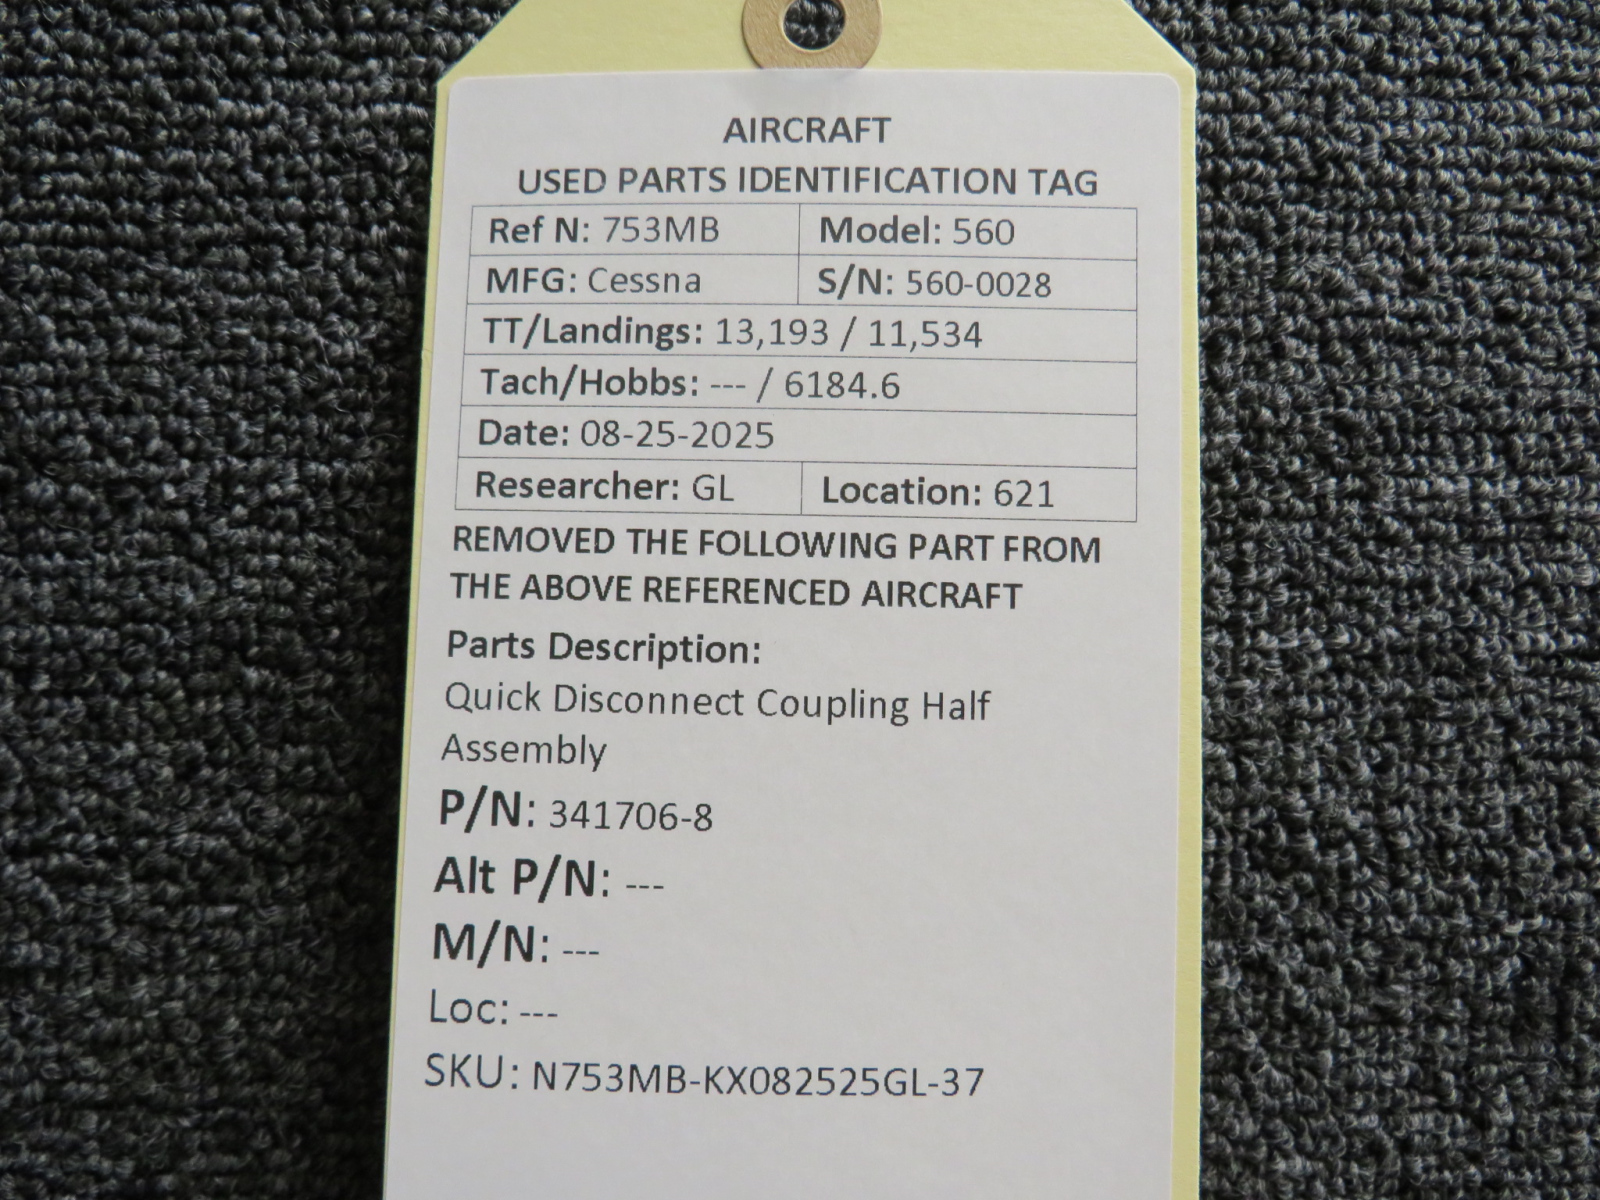 AIRCRAFT
USED PARTS IDENTIFICATION TAG
Ref N: 753MB Model: 560
MFG: Cessna S/N: 560-0028
TT/Landings: 13,193 / 11,534
Tach/Hobbs: --- / 6184.6
Date: 08-25-2025
Researcher: GL Location: 621
REMOVED THE FOLLOWING PART FROM
THE ABOVE REFERENCED AIRCRAFT
Parts Description:
Quick Disconnect Coupling Half
Assembly
P/N: 341706-8
Alt P/N: ---
M/N: ---
Loc: ---
SKU: N753MB-KX082525GL-37